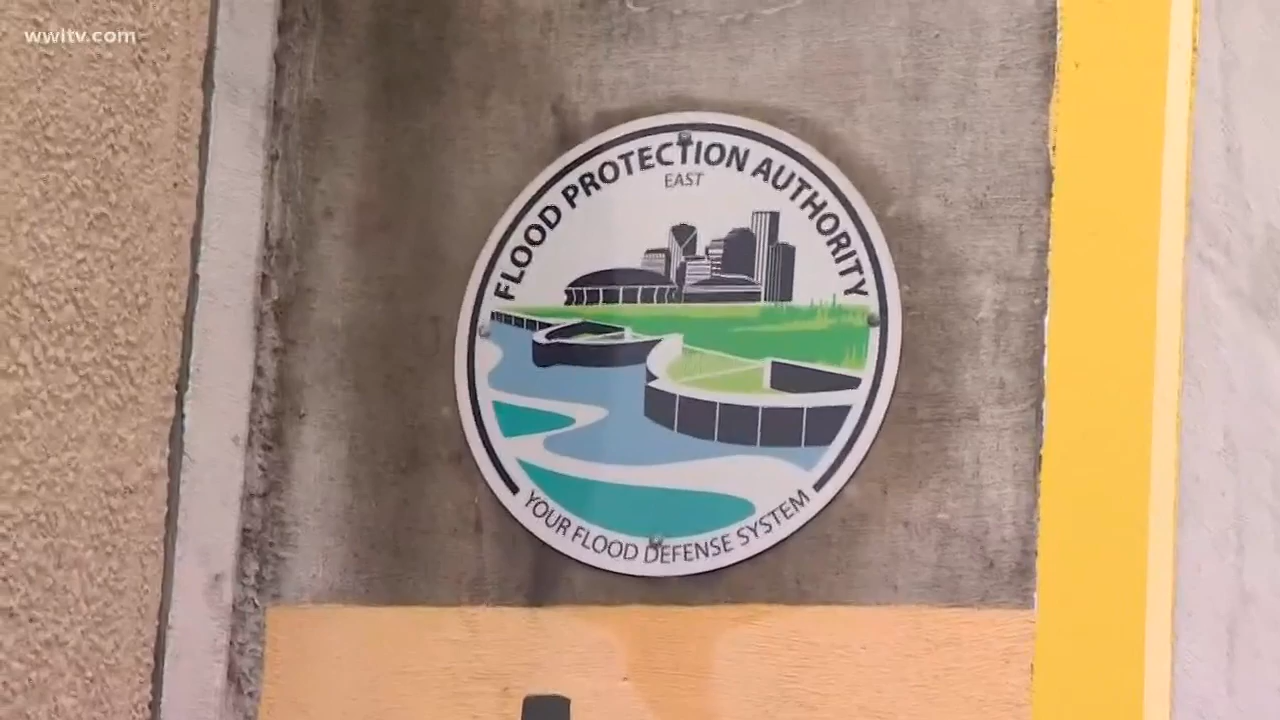 wwltv.com
FLOOD PROTECTION AUTHORITY
EAST
YOUR FLOOD DEFENSE SYSTEM